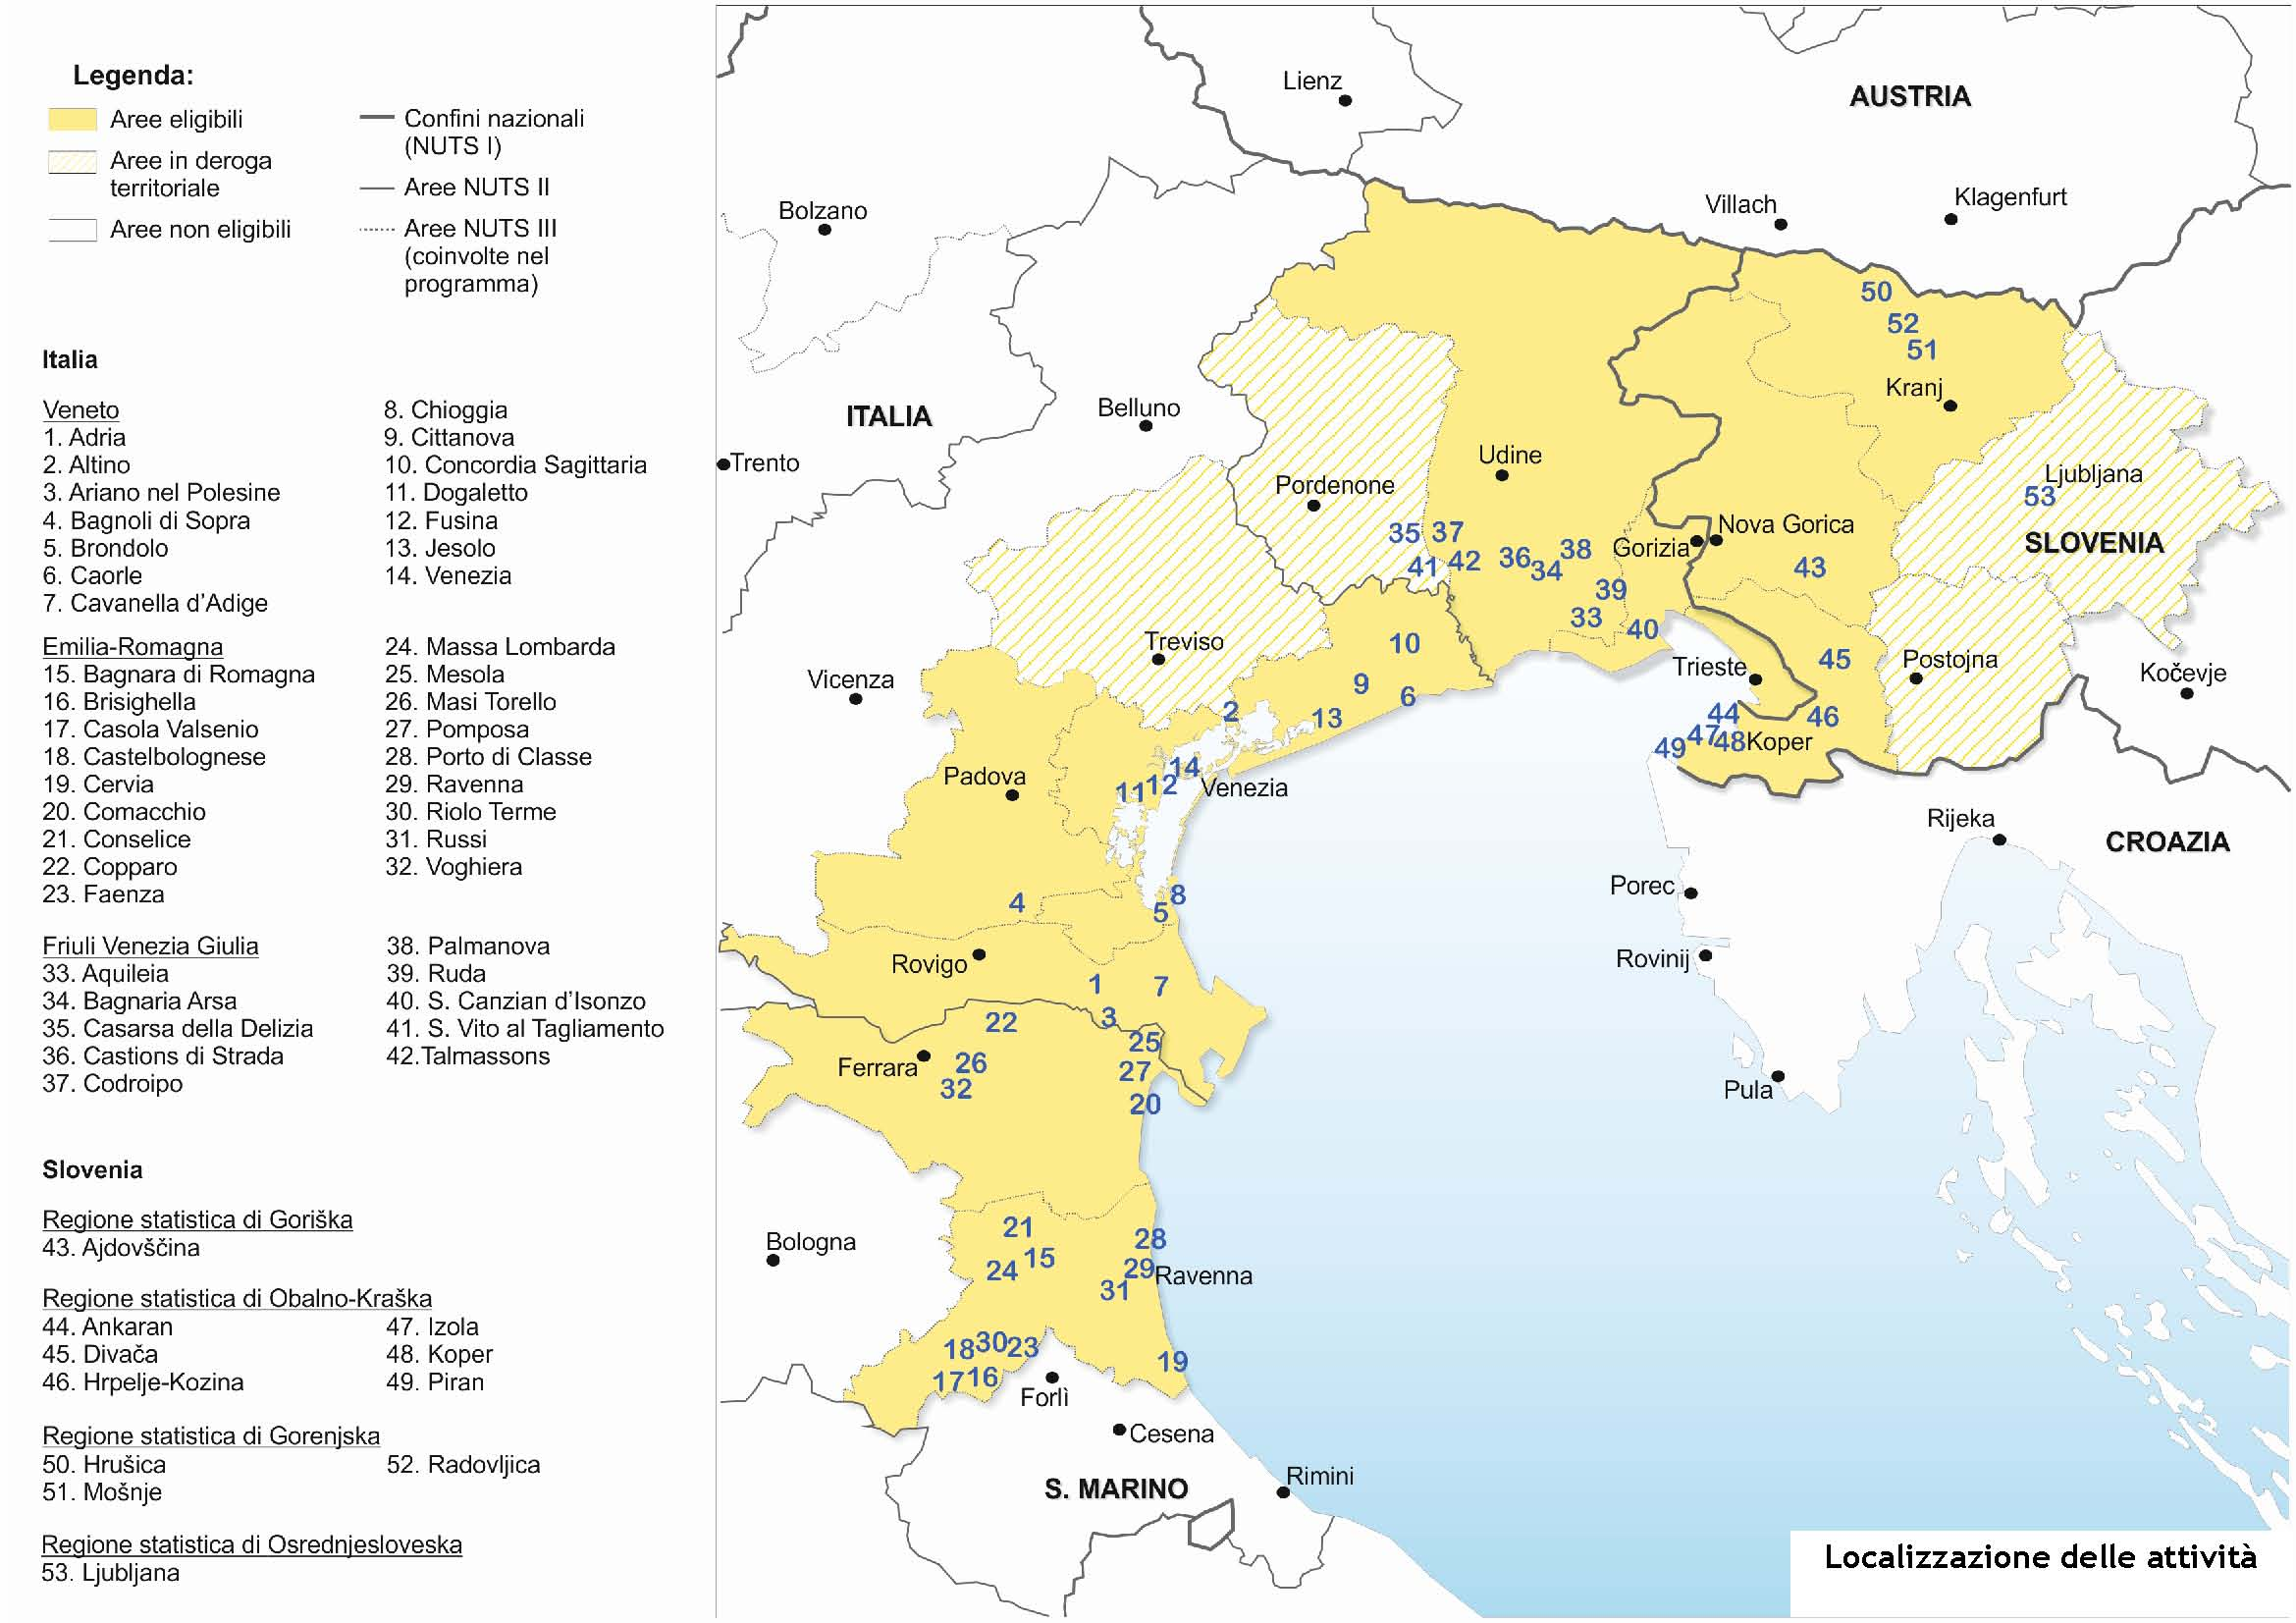 Legenda:
Aree eligibili
Aree in deroga
territoriale
Aree non eligibili
Confini nazionali
(NUTS I)
Aree NUTS II
Aree NUTS III
(coinvolte nel
programma)
Italia
Veneto
1. Adria
2. Altino
3. Ariano nel Polesine
4. Bagnoli di Sopra
5. Brondolo
6. Caorle
7. Cavanella d'Adige
8. Chioggia
9. Cittanova
10. Concordia Sagittaria
11. Dogaletto
12. Fusina
13. Jesolo
14. Venezia
Emilia-Romagna
15. Bagnara di Romagna
16. Brisighella
17. Casola Valsenio
18. Castelbolognese
19. Cervia
20. Comacchio
21. Conselice
22. Copparo
23. Faenza
24. Massa Lombarda
25. Mesola
26. Masi Torello
27. Pomposa
28. Porto di Classe
29. Ravenna
30. Riolo Terme
31. Russi
32. Voghiera
Friuli Venezia Giulia
33. Aquileia
34. Bagnaria Arsa
35. Casarsa della Delizia
36. Castions di Strada
37. Codroipo
38. Palmanova
39. Ruda
40. S. Canzian d'Isonzo
41. S. Vito al Tagliamento
42.Talmassons
Slovenia
Regione statistica di Goriška
43. Ajdovščina
Regione statistica di Obalno-Kraška
44. Ankaran
45. Divača
46. Hrpelje-Kozina
47. Izola
48. Koper
49. Piran
Regione statistica di Gorenjska
50. Hrušica
51. Mošnje
52. Radovljica
Regione statistica di Osrednjesloveska
53. Ljubljana
Lienz
AUSTRIA
Villach
Klagenfurt
Bolzano
50
52
51
Kranj
Belluno
ITALIA
Trento
Udine
Ljubljana
53
Pordenone
35 37
Nova Gorica
Gorizia
SLOVENIA
41 42 36 34 38
43
39
33
40
10
Treviso
45
Postojna
Trieste
Kočevje
Vicenza
9
6
2
13
44
46
47
49
48
Koper
14
Padova
11 12
Venezia
Rijeka
CROAZIA
Porec
8
4
5
Rovigo
Rovinij
1
7
3
22
25
Ferrara
26
27
32
20
Pula
21
28
Bologna
15
24
29
Ravenna
31
18 30 23
19
17 16
Forlì
Cesena
S. MARINO
Rimini
Localizzazione delle attività